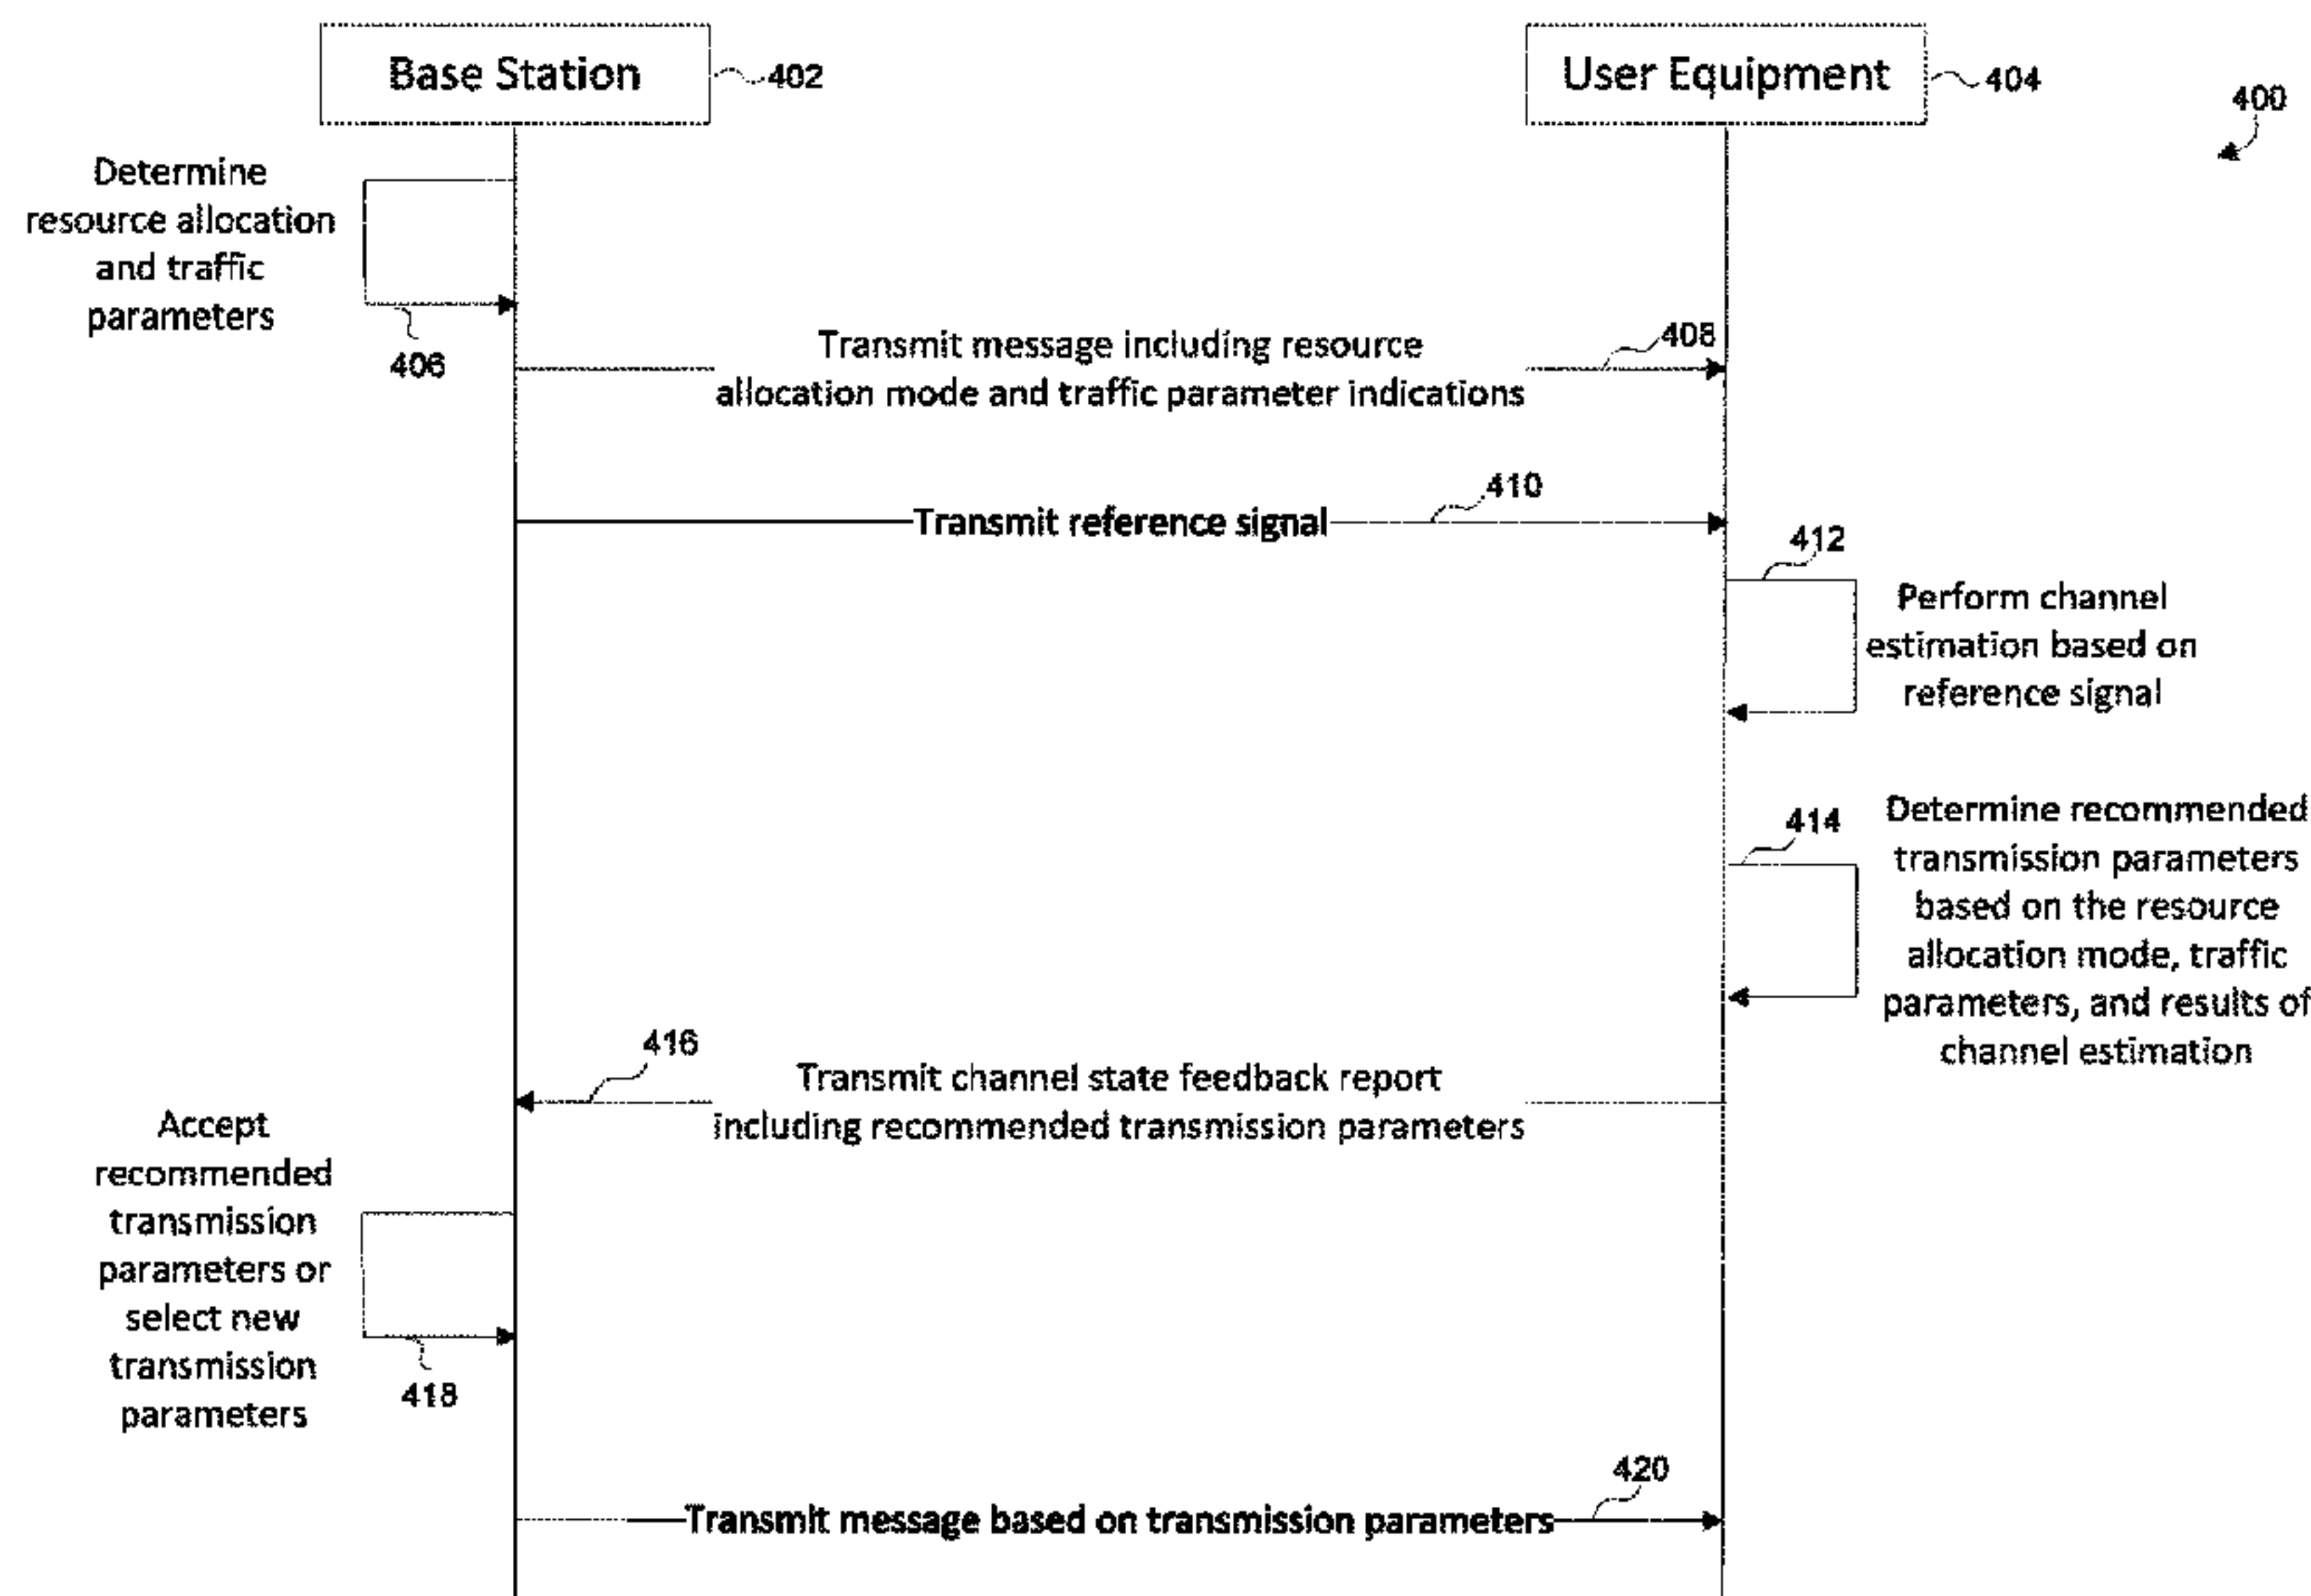 Base Station
402
User Equipment
404
400
Determine
resource allocation
and traffic
parameters
406
Transmit message including resource
allocation mode and traffic parameter indications
408
Transmit reference signal
410
412
Perform channel
estimation based on
reference signal
414
Determine recommended
transmission parameters
based on the resource
allocation mode, traffic
parameters, and results of
channel estimation
416
Transmit channel state feedback report
including recommended transmission parameters
Accept
recommended
transmission
parameters or
select new
transmission
parameters
418
420
Transmit message based on transmission parameters